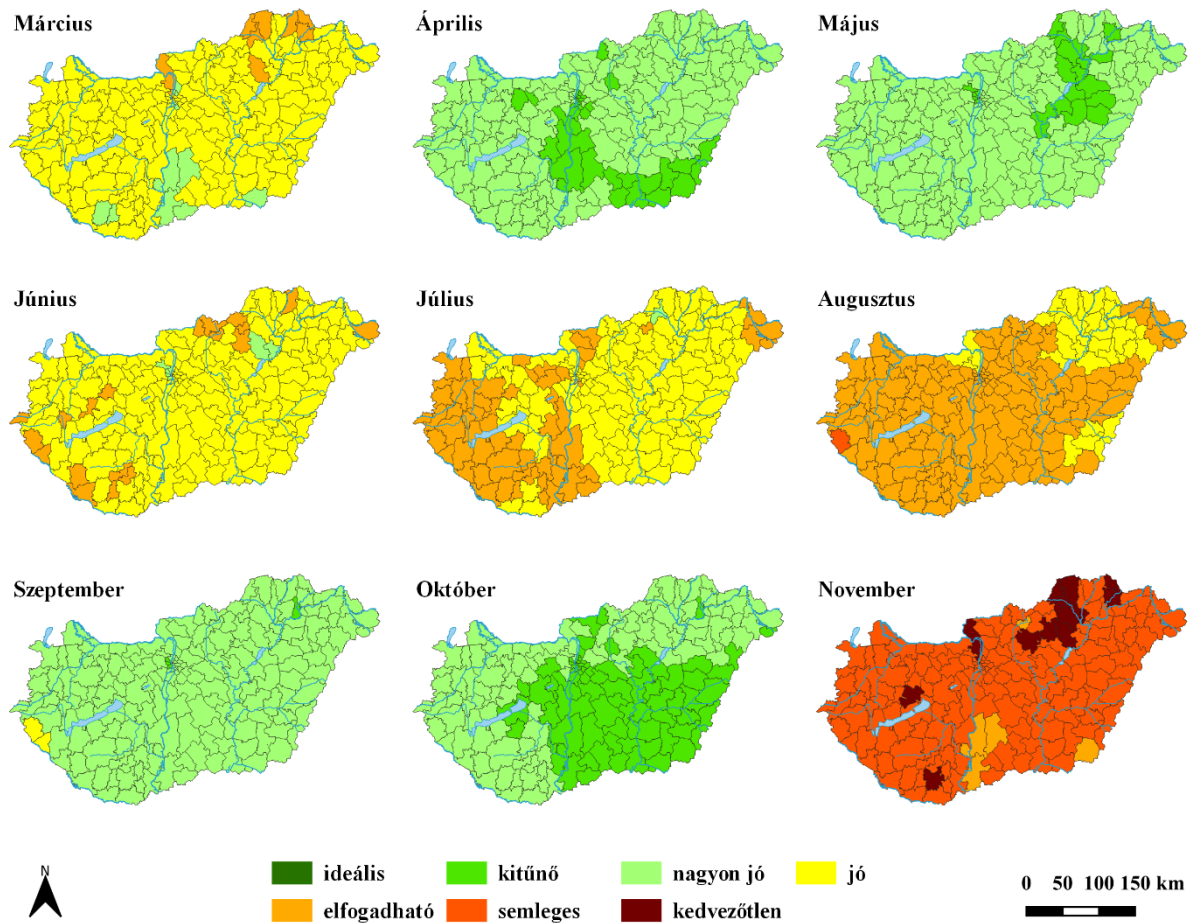 Március Április Május
Június Július Augusztus
Szeptember Október November
N
ideális kitűnő nagyon jó jó
elfogadható semleges kedvezőtlen
0 50 100 150 km